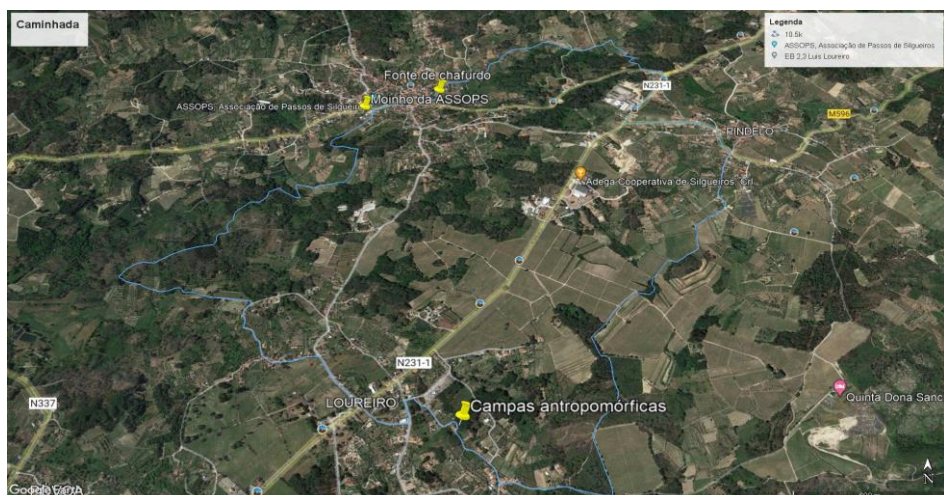 Caminhada
Legenda
10.5k
ASSOPS, Associação de Passos de Silgueiros
EB 2,3 Luis Loureiro
Fonte de chafurdo
N231-1
ASSOPS, Associação de Passos de Silgueiros
Moinho da ASSOPS
M596
PINDELO
Adega Cooperativa de Silgueiros, Crl
N231-1
N337
LOUREIRO
Campas antropomórficas
Quinta Dona Sanc
N